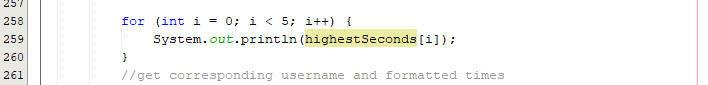 257
258 for (int i = 0; i < 5; i++) {
259 System.out.println(highestSeconds[i]);
260 }
261 //get corresponding username and formatted times